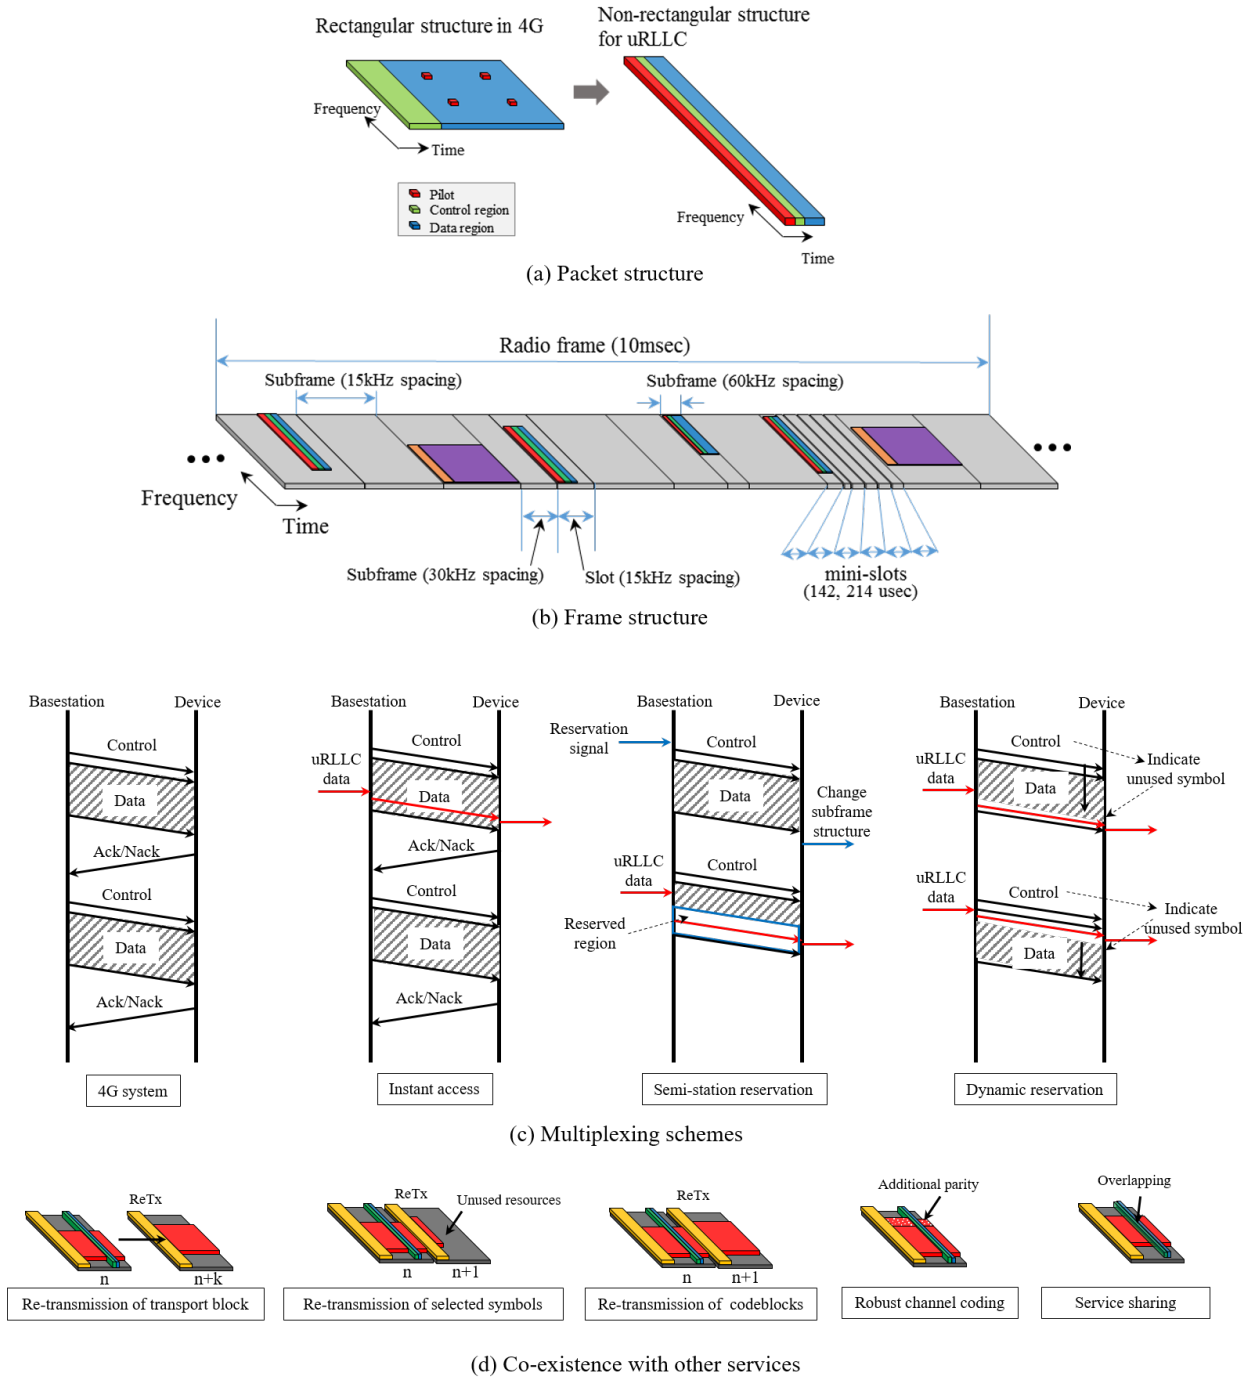 Rectangular structure in 4G
Non-rectangular structure
for uRLLC
Frequency
Time
Pilot
Control region
Data region
Frequency
Time
(a) Packet structure
Radio frame (10msec)
Subframe (15kHz spacing)
Subframe (60kHz spacing)
Frequency
Time
Subframe (30kHz spacing)
Slot (15kHz spacing)
mini-slots
(142, 214 usec)
(b) Frame structure
Basestation
Device
Control
Data
Ack/Nack
Control
Data
Ack/Nack
4G system
Basestation
Device
uRLLC
data
Control
Data
Ack/Nack
Control
Data
Ack/Nack
Instant access
Basestation
Device
Reservation
signal
Control
Data
Change
subframe
structure
uRLLC
data
Control
Reserved
region
Semi-station reservation
Basestation
Device
uRLLC
data
Control
Data
Indicate
unused symbol
uRLLC
data
Control
Data
Indicate
unused symbol
Dynamic reservation
(c) Multiplexing schemes
ReTx
n
n+k
Re-transmission of transport block
ReTx
Unused resources
n
n+1
Re-transmission of selected symbols
ReTx
n
n+1
Re-transmission of codeblocks
Additional parity
Robust channel coding
Overlapping
Service sharing
(d) Co-existence with other services